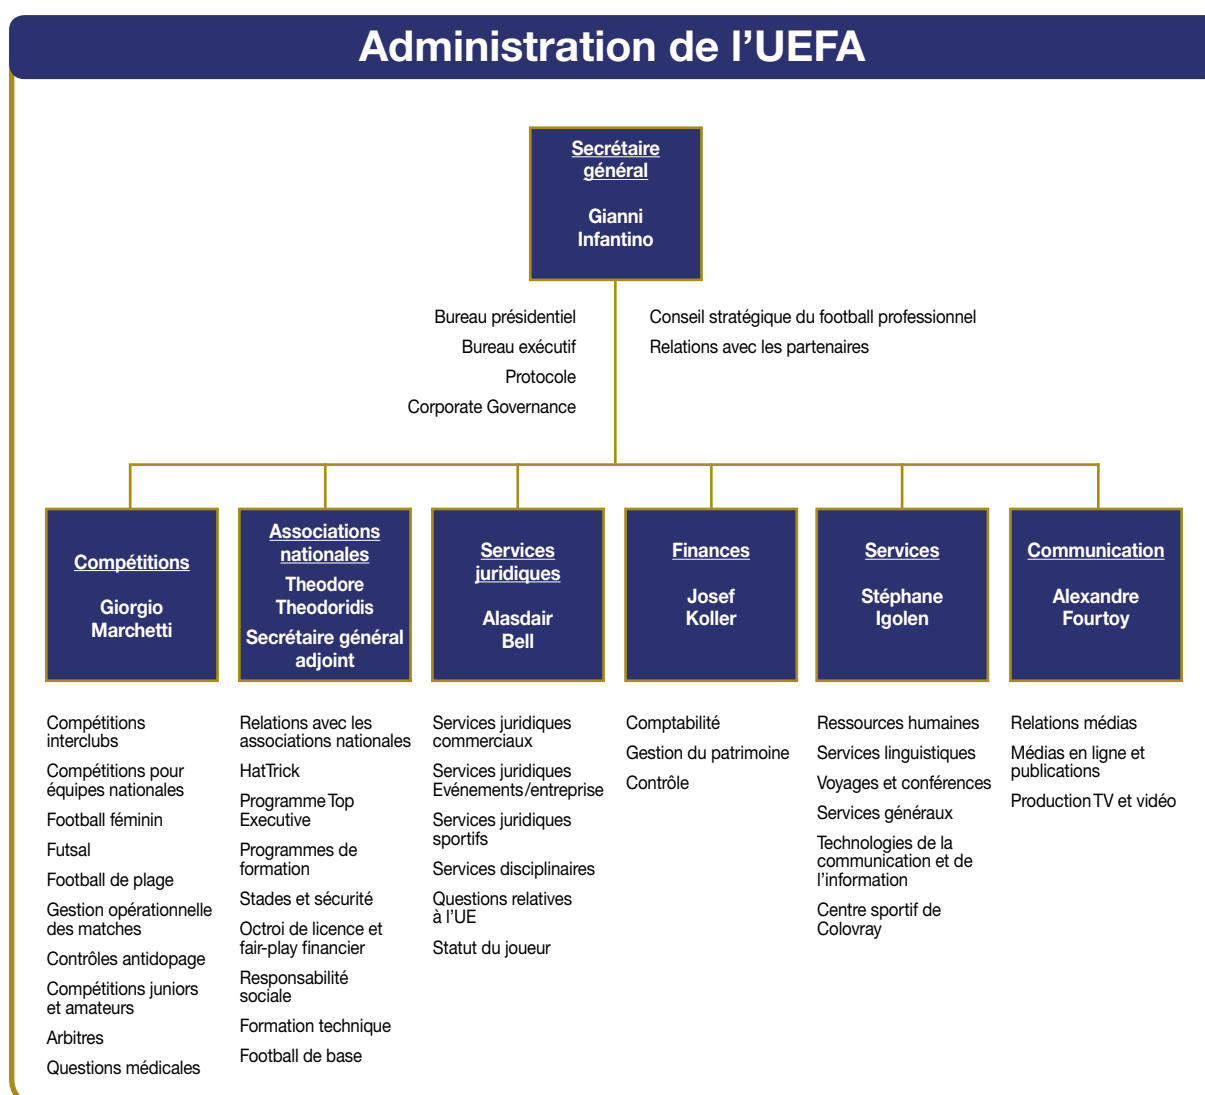 Administration de l’UEFA
Secrétaire
général
Gianni
Infantino
Bureau présidentiel
Bureau exécutif
Protocole
Corporate Governance
Conseil stratégique du football professionnel
Relations avec les partenaires
Compétitions
Giorgio
Marchetti
Compétitions
interclubs
Compétitions pour
équipes nationales
Football féminin
Futsal
Football de plage
Gestion opérationnelle
des matches
Contrôles antidopage
Compétitions juniors
et amateurs
Arbitres
Questions médicales
Associations
nationales
Theodore
Theodoridis
Secrétaire général
adjoint
Relations avec les
associations nationales
HatTrick
Programme Top
Executive
Programmes de
formation
Stades et sécurité
Octroi de licence et
fair-play financier
Responsabilité
sociale
Formation technique
Football de base
Services
juridiques
Alasdair
Bell
Services juridiques
commerciaux
Services juridiques
Evénements/entreprise
Services juridiques
sportifs
Services disciplinaires
Questions relatives
à l’UE
Statut du joueur
Finances
Josef
Koller
Comptabilité
Gestion du patrimoine
Contrôle
Services
Stéphane
Igolen
Ressources humaines
Services linguistiques
Voyages et conférences
Services généraux
Technologies de la
communication et de
l’information
Centre sportif de
Colovray
Communication
Alexandre
Fourtoy
Relations médias
Médias en ligne et
publications
Production TV et vidéo